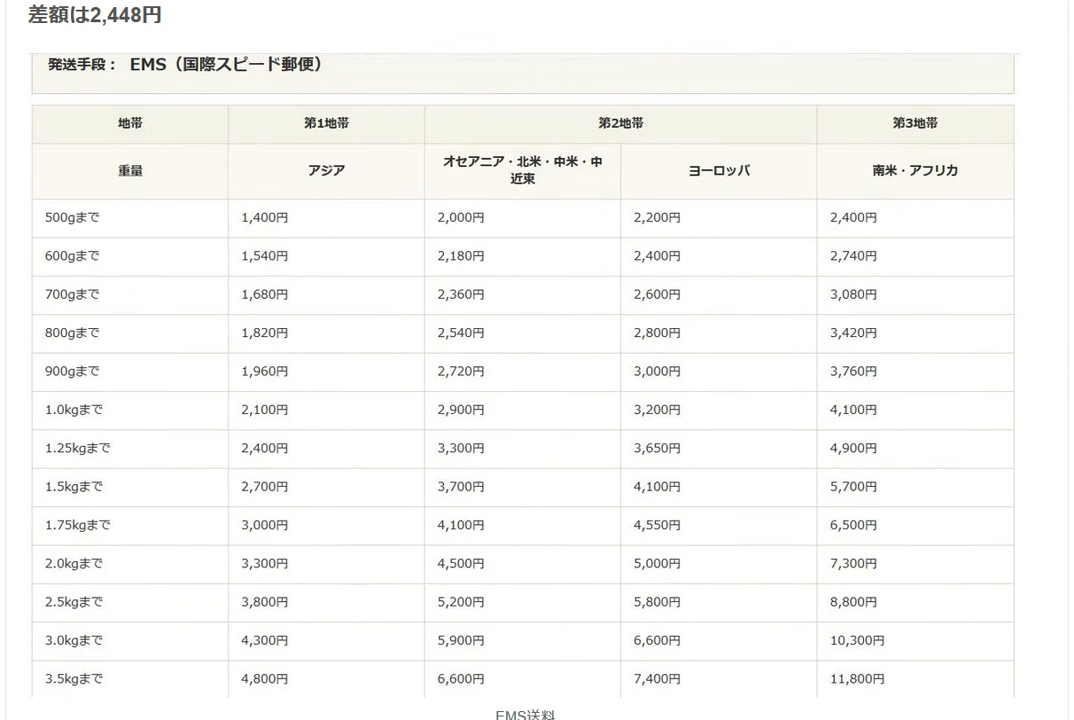 差額は2,448円
発送手段： EMS（国際スピード郵便）
地帯 第1地帯 第2地帯 第3地帯
重量 アジア オセアニア・北米・中米・中 ヨーロッパ 南米・アフリカ
近東
500gまで 1,400円 2,000円 2,200円 2,400円
600gまで 1,540円 2,180円 2,400円 2,740円
700gまで 1,680円 2,360円 2,600円 3,080円
800gまで 1,820円 2,540円 2,800円 3,420円
900gまで 1,960円 2,720円 3,000円 3,760円
1.0kgまで 2,100円 2,900円 3,200円 4,100円
1.25kgまで 2,400円 3,300円 3,650円 4,900円
1.5kgまで 2,700円 3,700円 4,100円 5,700円
1.75kgまで 3,000円 4,100円 4,550円 6,500円
2.0kgまで 3,300円 4,500円 5,000円 7,300円
2.5kgまで 3,800円 5,200円 5,800円 8,800円
3.0kgまで 4,300円 5,900円 6,600円 10,300円
3.5kgまで 4,800円 6,600円 7,400円 11,800円
EMS送料